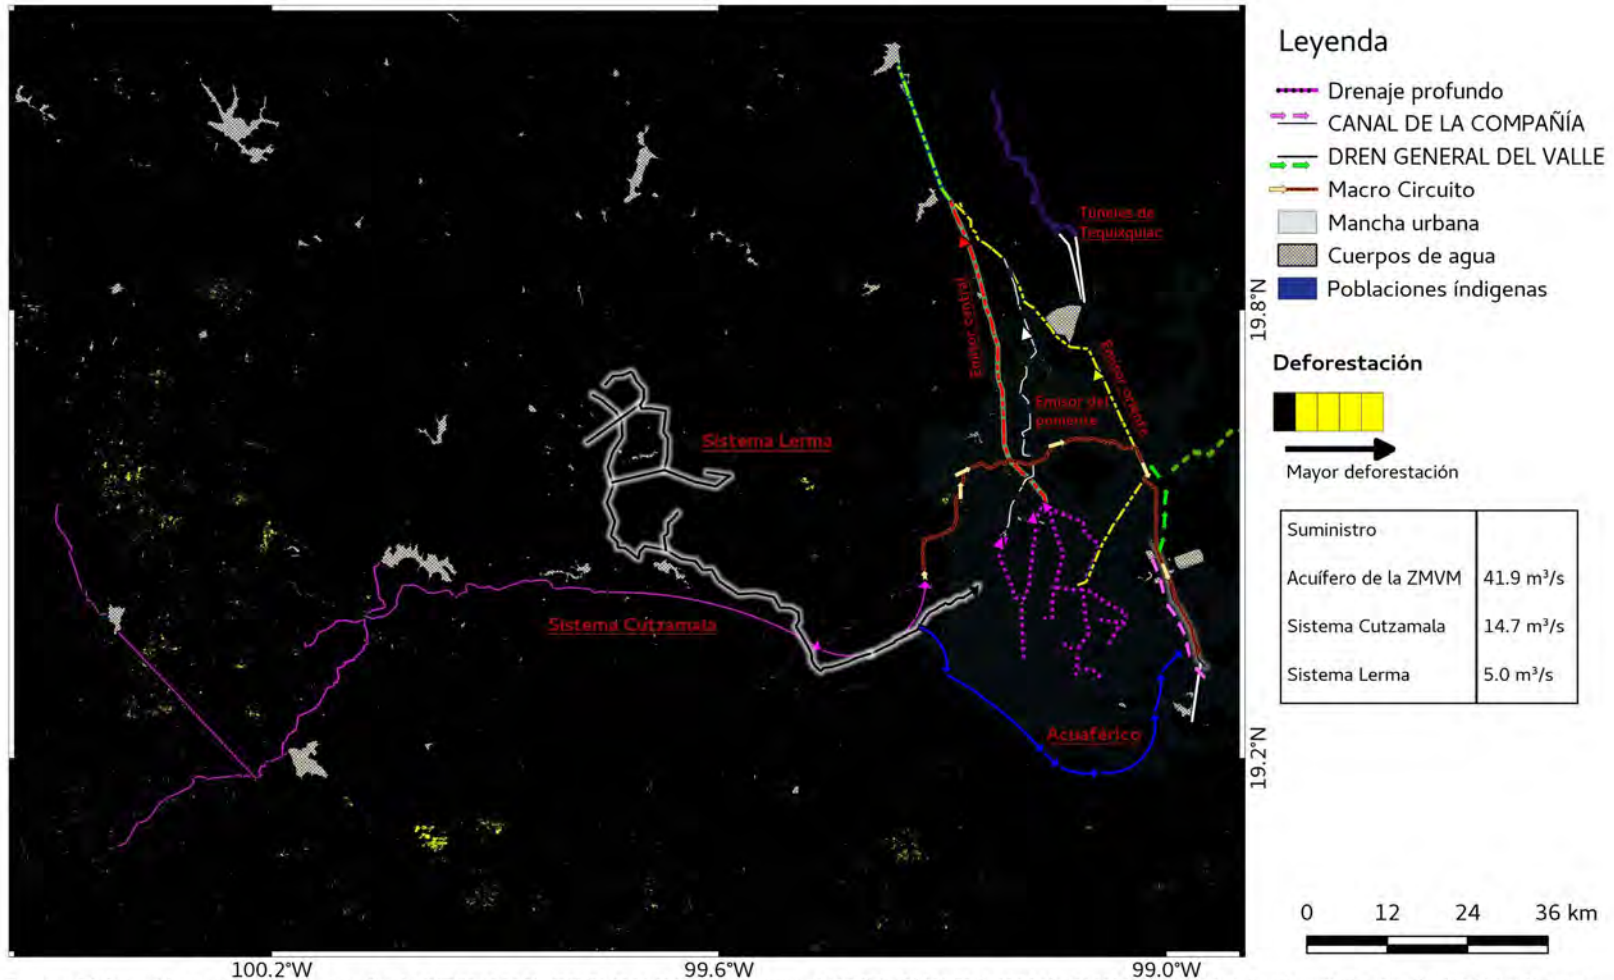 Leyenda
Drenaje profundo
CANAL DE LA COMPAÑÍA
DREN GENERAL DEL VALLE
Macro Circuito
Mancha urbana
Cuerpos de agua
Poblaciones índigenas
Deforestación
Mayor deforestación
Suministro
Acuífero de la ZMVM 41.9 m³/s
Sistema Cutzamala 14.7 m³/s
Sistema Lerma 5.0 m³/s
0 12 24 36 km
Túneles de
Tequixquiac
Emisor central
Emisor oriente
Emisor del
poniente
Sistema Lerma
Sistema Cutzamala
Acuaférico
19.8°N
19.2°N
100.2°W 99.6°W 99.0°W